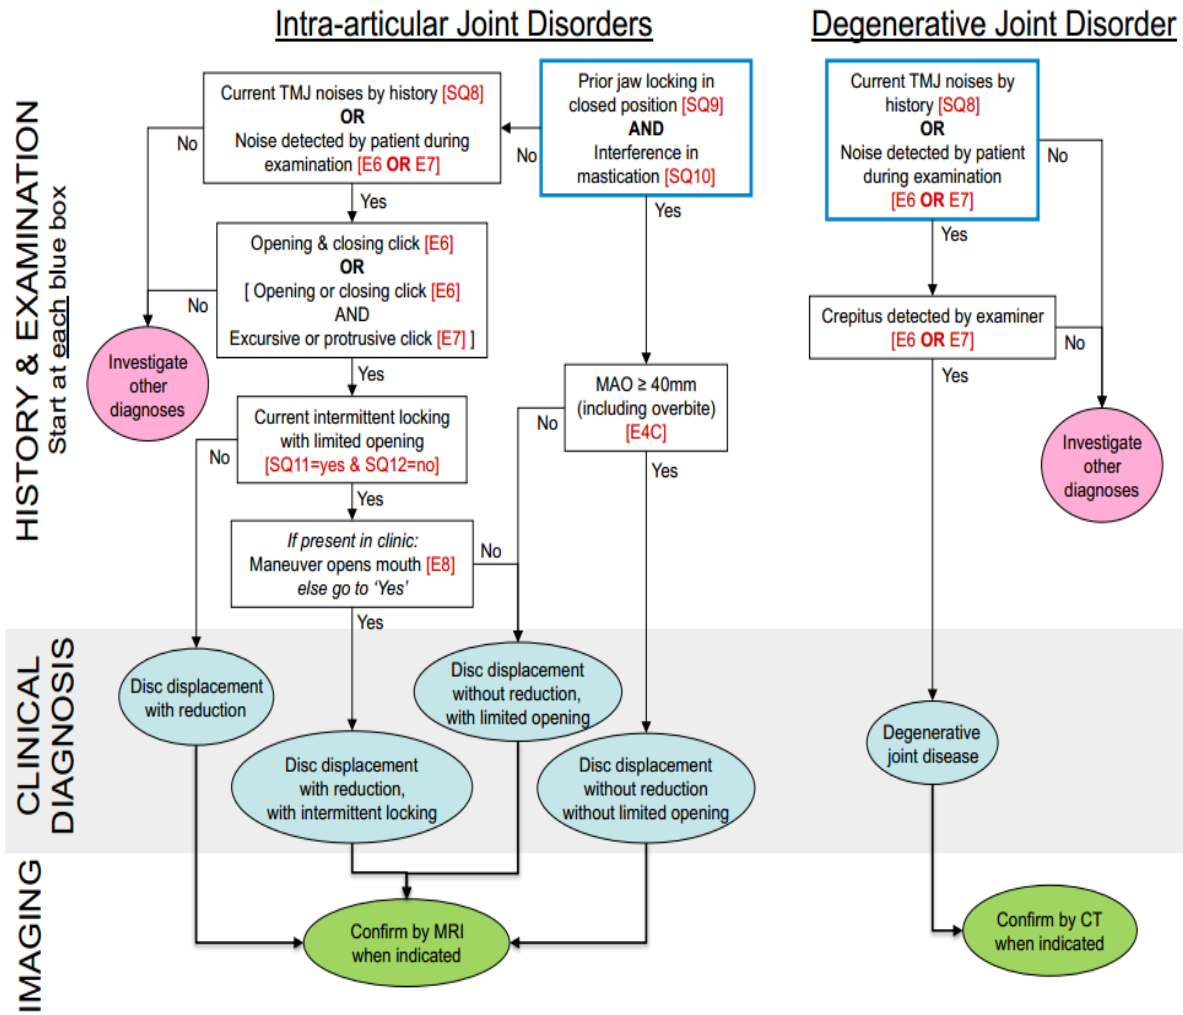 Intra-articular Joint Disorders
Degenerative Joint Disorder
HISTORY & EXAMINATION
Start at each blue box
Current TMJ noises by history [SQ8]
OR
Noise detected by patient during
examination [E6 OR E7]
No
Yes
Prior jaw locking in
closed position [SQ9]
AND
Interference in
mastication [SQ10]
No
Yes
Opening & closing click [E6]
OR
[ Opening or closing click [E6]
AND
Excursive or protrusive click [E7] ]
No
Yes
Investigate
other
diagnoses
Current intermittent locking
with limited opening
[SQ11=yes & SQ12=no]
No
Yes
MAO ≥ 40mm
(including overbite)
[E4C]
No
Yes
If present in clinic:
Maneuver opens mouth [E8]
else go to ‘Yes’
No
Yes
Current TMJ noises by
history [SQ8]
OR
Noise detected by patient
during examination
[E6 OR E7]
No
Yes
Crepitus detected by examiner
[E6 OR E7]
No
Yes
Investigate
other
diagnoses
CLINICAL
DIAGNOSIS
Disc displacement
with reduction
Disc displacement
with reduction,
with intermittent locking
Disc displacement
without reduction,
with limited opening
Disc displacement
without reduction
without limited opening
Degenerative
joint disease
IMAGING
Confirm by MRI
when indicated
Confirm by CT
when indicated